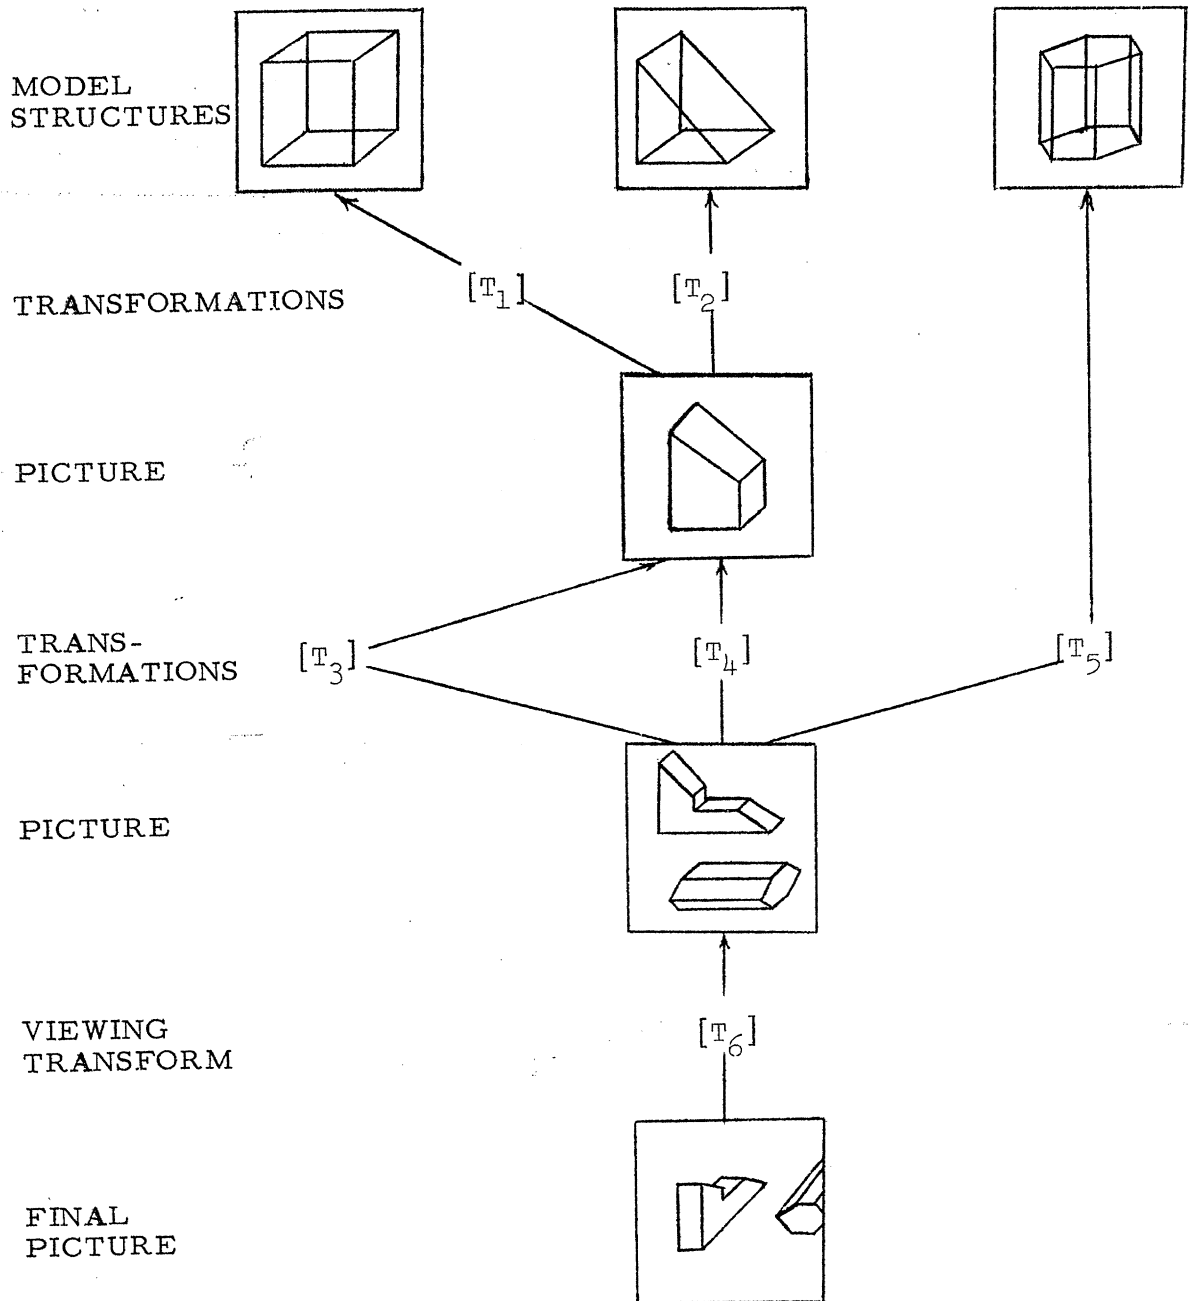 MODEL
STRUCTURES
TRANSFORMATIONS
[T1]
[T2]
PICTURE
TRANS-
FORMATIONS
[T3]
[T4]
[T5]
PICTURE
VIEWING
TRANSFORM
[T6]
FINAL
PICTURE